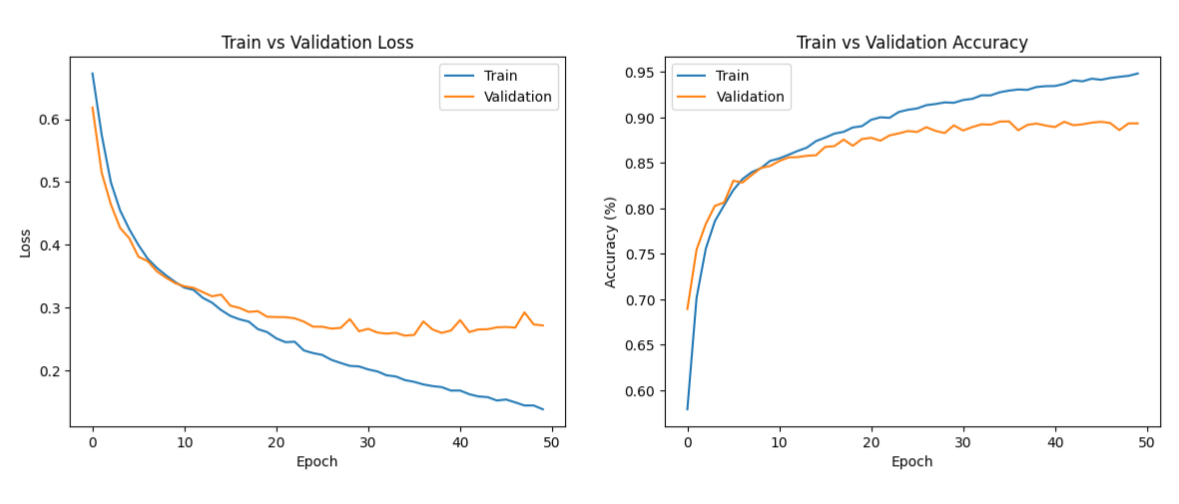 Train vs Validation Loss
Train
Validation
0.6
0.5
0.4
0.3
0.2
Loss
0 10 20 30 40 50
Epoch
Train vs Validation Accuracy
Train
Validation
0.95
0.90
0.85
0.80
0.75
0.70
0.65
0.60
Accuracy (%)
0 10 20 30 40 50
Epoch